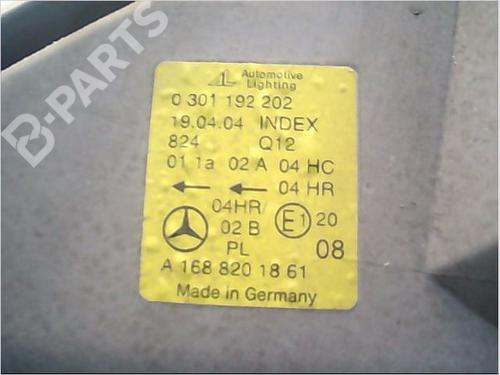 B-PARTS
AL Automotive
Lighting
0 301 192 202
19.04.04 INDEX
824 Q12
01 1a 02 A 04 HC
04 HR
04HR
02 B E1 20
PL 08
A 168 820 18 61
Made in Germany